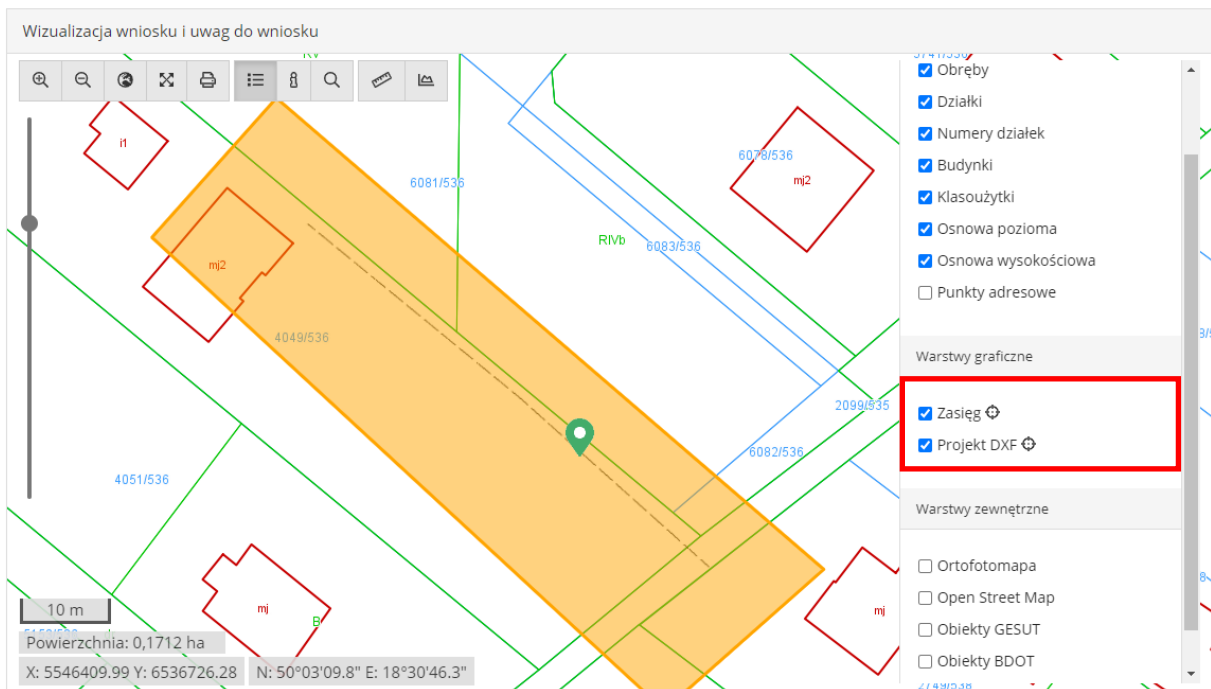 Wizualizacja wniosku i uwag do wniosku
RV
i1
6081/536
6078/536
mj2
RIVb
6083/536
mj2
4049/536
2099/535
6082/536
4051/536
mj
B
mj
10 m
Powierzchnia: 0,1712 ha
X: 5546409.99 Y: 6536726.28
N: 50°03'09.8" E: 18°30'46.3"
Obręby
Działki
Numery działek
Budynki
Klasoużytki
Osnowa pozioma
Osnowa wysokościowa
Punkty adresowe
Warstwy graficzne
Zasięg
Projekt DXF
Warstwy zewnętrzne
Ortofotomapa
Open Street Map
Obiekty GESUT
Obiekty BDOT